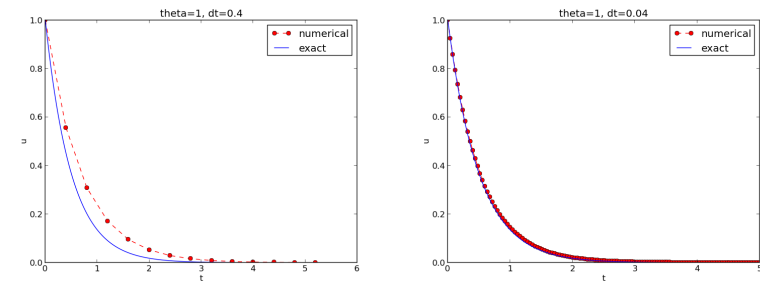 theta=1, dt=0.4
numerical
exact
u
1.0
0.8
0.6
0.4
0.2
0.0
0 1 2 3 4 5 6
t
theta=1, dt=0.04
numerical
exact
u
1.0
0.8
0.6
0.4
0.2
0.0
0 1 2 3 4 5
t